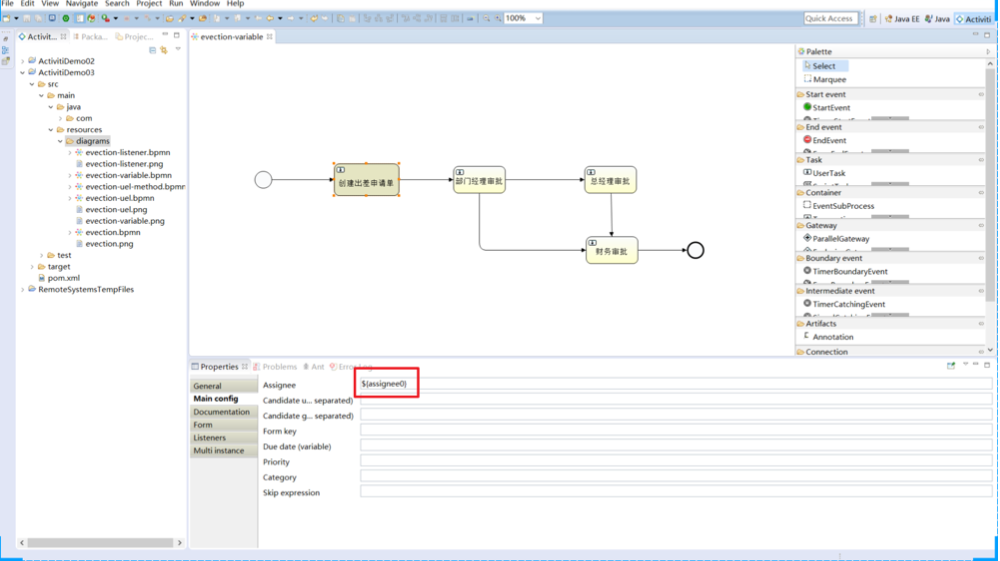 File Edit View Navigate Search Project Run Window Help
100%
Quick Access
Java EE
Java
Activiti
Activit...
Packa...
Projec...
ActivitiDemo02
ActivitiDemo03
src
main
java
com
resources
diagrams
evection-listener.bpmn
evection-listener.png
evection-variable.bpmn
evection-uel-method.bpmn
evection-uel.bpmn
evection-uel.png
evection-variable.png
evection.bpmn
evection.png
test
target
pom.xml
RemoteSystemsTempFiles
evection-variable
创建出差申请单
部门经理审批
总经理审批
财务审批
Palette
Select
Marquee
Start event
StartEvent
End event
EndEvent
Task
UserTask
Container
EventSubProcess
Gateway
ParallelGateway
Boundary event
TimerBoundaryEvent
Intermediate event
TimerCatchingEvent
Artifacts
Annotation
Connection
Properties
Problems
Ant
Error Log
General
Main config
Documentation
Form
Listeners
Multi instance
Assignee
${assignee0}
Candidate u... separated)
Candidate g... separated)
Form key
Due date (variable)
Priority
Category
Skip expression